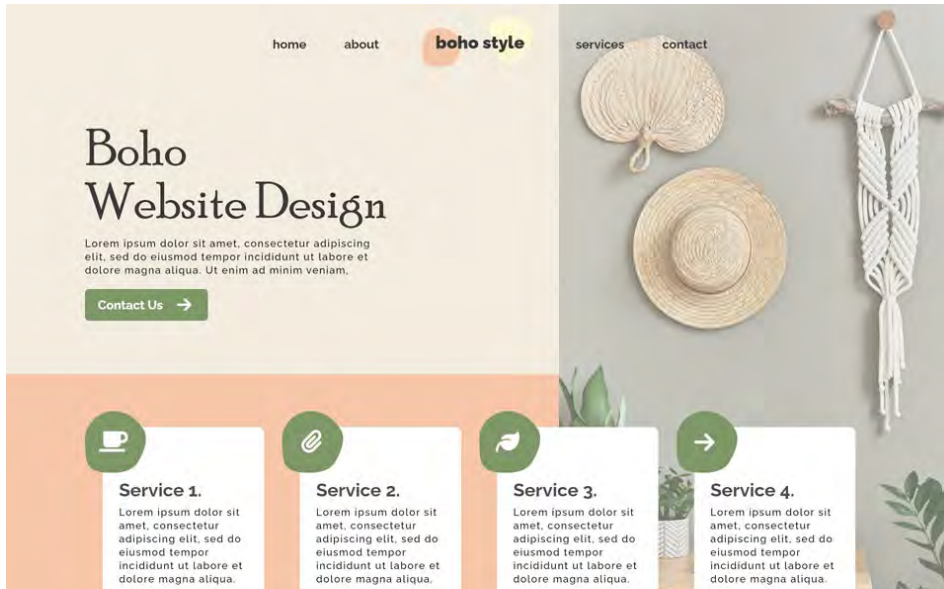 home
about
boho style
services
contact
Boho
Website Design
Lorem ipsum dolor sit amet, consectetur adipiscing
elit, sed do eiusmod tempor incididunt ut labore et
dolore magna aliqua. Ut enim ad minim veniam,
Contact Us
Service 1.
Lorem ipsum dolor sit
amet, consectetur
adipiscing elit, sed do
eiusmod tempor
incididunt ut labore et
dolore magna aliqua.
Service 2.
Lorem ipsum dolor sit
amet, consectetur
adipiscing elit, sed do
eiusmod tempor
incididunt ut labore et
dolore magna aliqua.
Service 3.
Lorem ipsum dolor sit
amet, consectetur
adipiscing elit, sed do
eiusmod tempor
incididunt ut labore et
dolore magna aliqua.
Service 4.
Lorem ipsum dolor sit
amet, consectetur
adipiscing elit, sed do
eiusmod tempor
incididunt ut labore et
dolore magna aliqua.